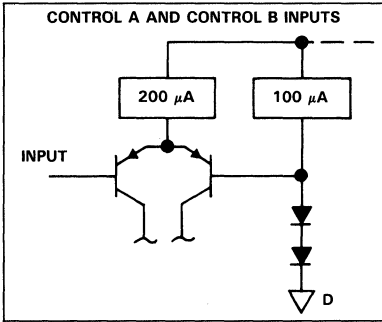 CONTROL A AND CONTROL B INPUTS
200 μA
100 μA
INPUT
D